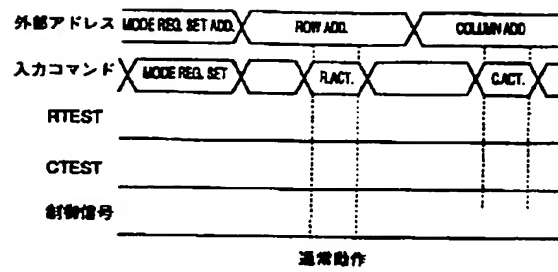 外部アドレス MODE REG. SET ADD. ROW ADD. COLUMN ADD
入力コマンド MODE REG. SET R.ACT. C.ACT.
RTEST
CTEST
制御信号
通常動作